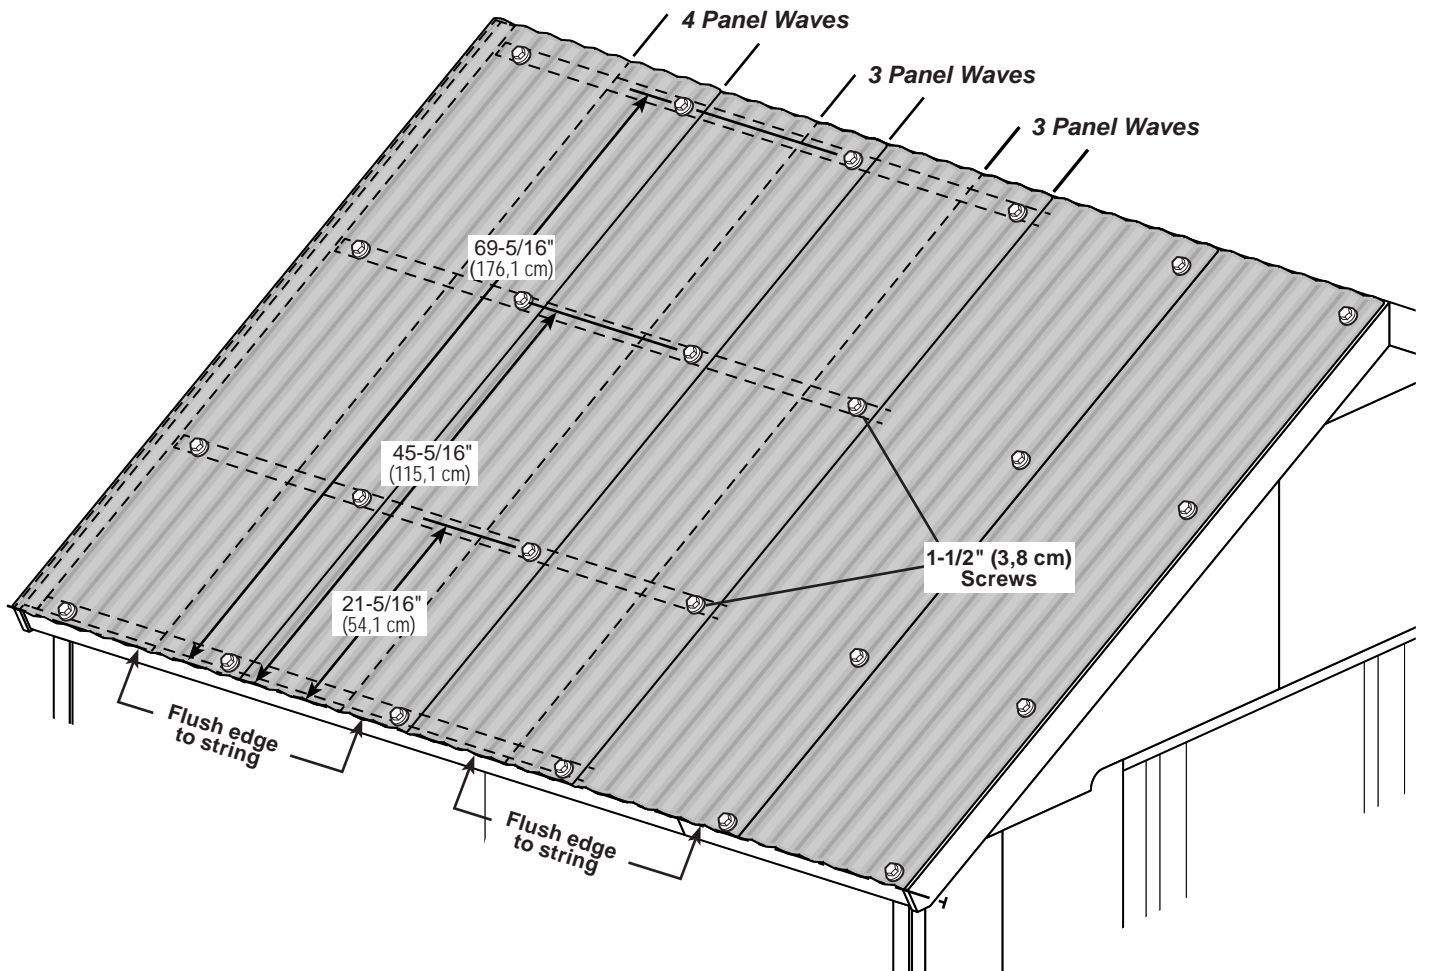 4 Panel Waves
3 Panel Waves
3 Panel Waves
69-5/16"
(176,1 cm)
45-5/16"
(115,1 cm)
1-1/2" (3,8 cm)
Screws
21-5/16"
(54,1 cm)
Flush edge
to string
Flush edge
to string